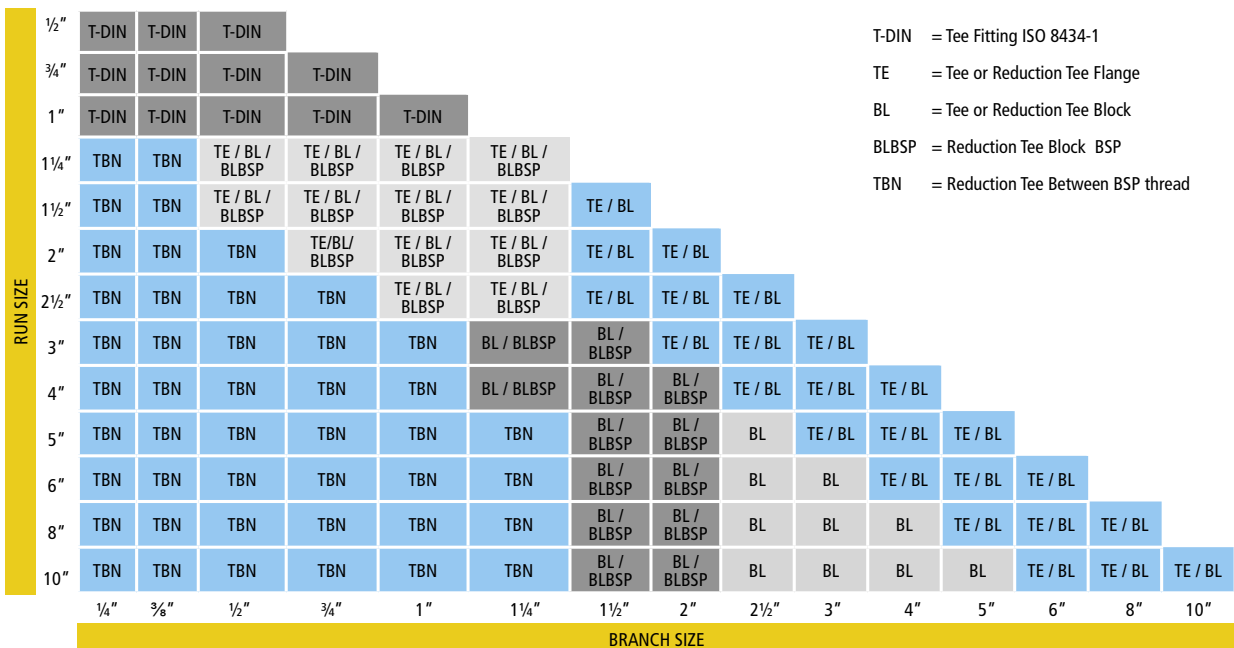 ½” T-DIN T-DIN T-DIN
¾” T-DIN T-DIN T-DIN T-DIN
1” T-DIN T-DIN T-DIN T-DIN T-DIN
1¼” TBN TBN TE / BL / BLBSP TE / BL / BLBSP TE / BL / BLBSP TE / BL / BLBSP
1½” TBN TBN TE / BL / BLBSP TE / BL / BLBSP TE / BL / BLBSP TE / BL / BLBSP TE / BL
2” TBN TBN TBN TE/BL/ BLBSP TE / BL / BLBSP TE / BL / BLBSP TE / BL TE / BL
2½” TBN TBN TBN TBN TE / BL / BLBSP TE / BL / BLBSP TE / BL TE / BL TE / BL
3” TBN TBN TBN TBN TBN BL / BLBSP BL / BLBSP TE / BL TE / BL TE / BL
4” TBN TBN TBN TBN TBN BL / BLBSP BL / BLBSP BL / BLBSP TE / BL TE / BL TE / BL
5” TBN TBN TBN TBN TBN TBN BL / BLBSP BL / BLBSP BL TE / BL TE / BL TE / BL
6” TBN TBN TBN TBN TBN TBN BL / BLBSP BL / BLBSP BL BL TE / BL TE / BL TE / BL
8” TBN TBN TBN TBN TBN TBN BL / BLBSP BL / BLBSP BL BL BL TE / BL TE / BL TE / BL
10” TBN TBN TBN TBN TBN TBN BL / BLBSP BL / BLBSP BL BL BL BL TE / BL TE / BL TE / BL
¼” ⅜” ½” ¾” 1” 1¼” 1½” 2” 2½” 3” 4” 5” 6” 8” 10”
RUN SIZE
BRANCH SIZE
T-DIN = Tee Fitting ISO 8434-1
TE = Tee or Reduction Tee Flange
BL = Tee or Reduction Tee Block
BLBSP = Reduction Tee Block BSP
TBN = Reduction Tee Between BSP thread